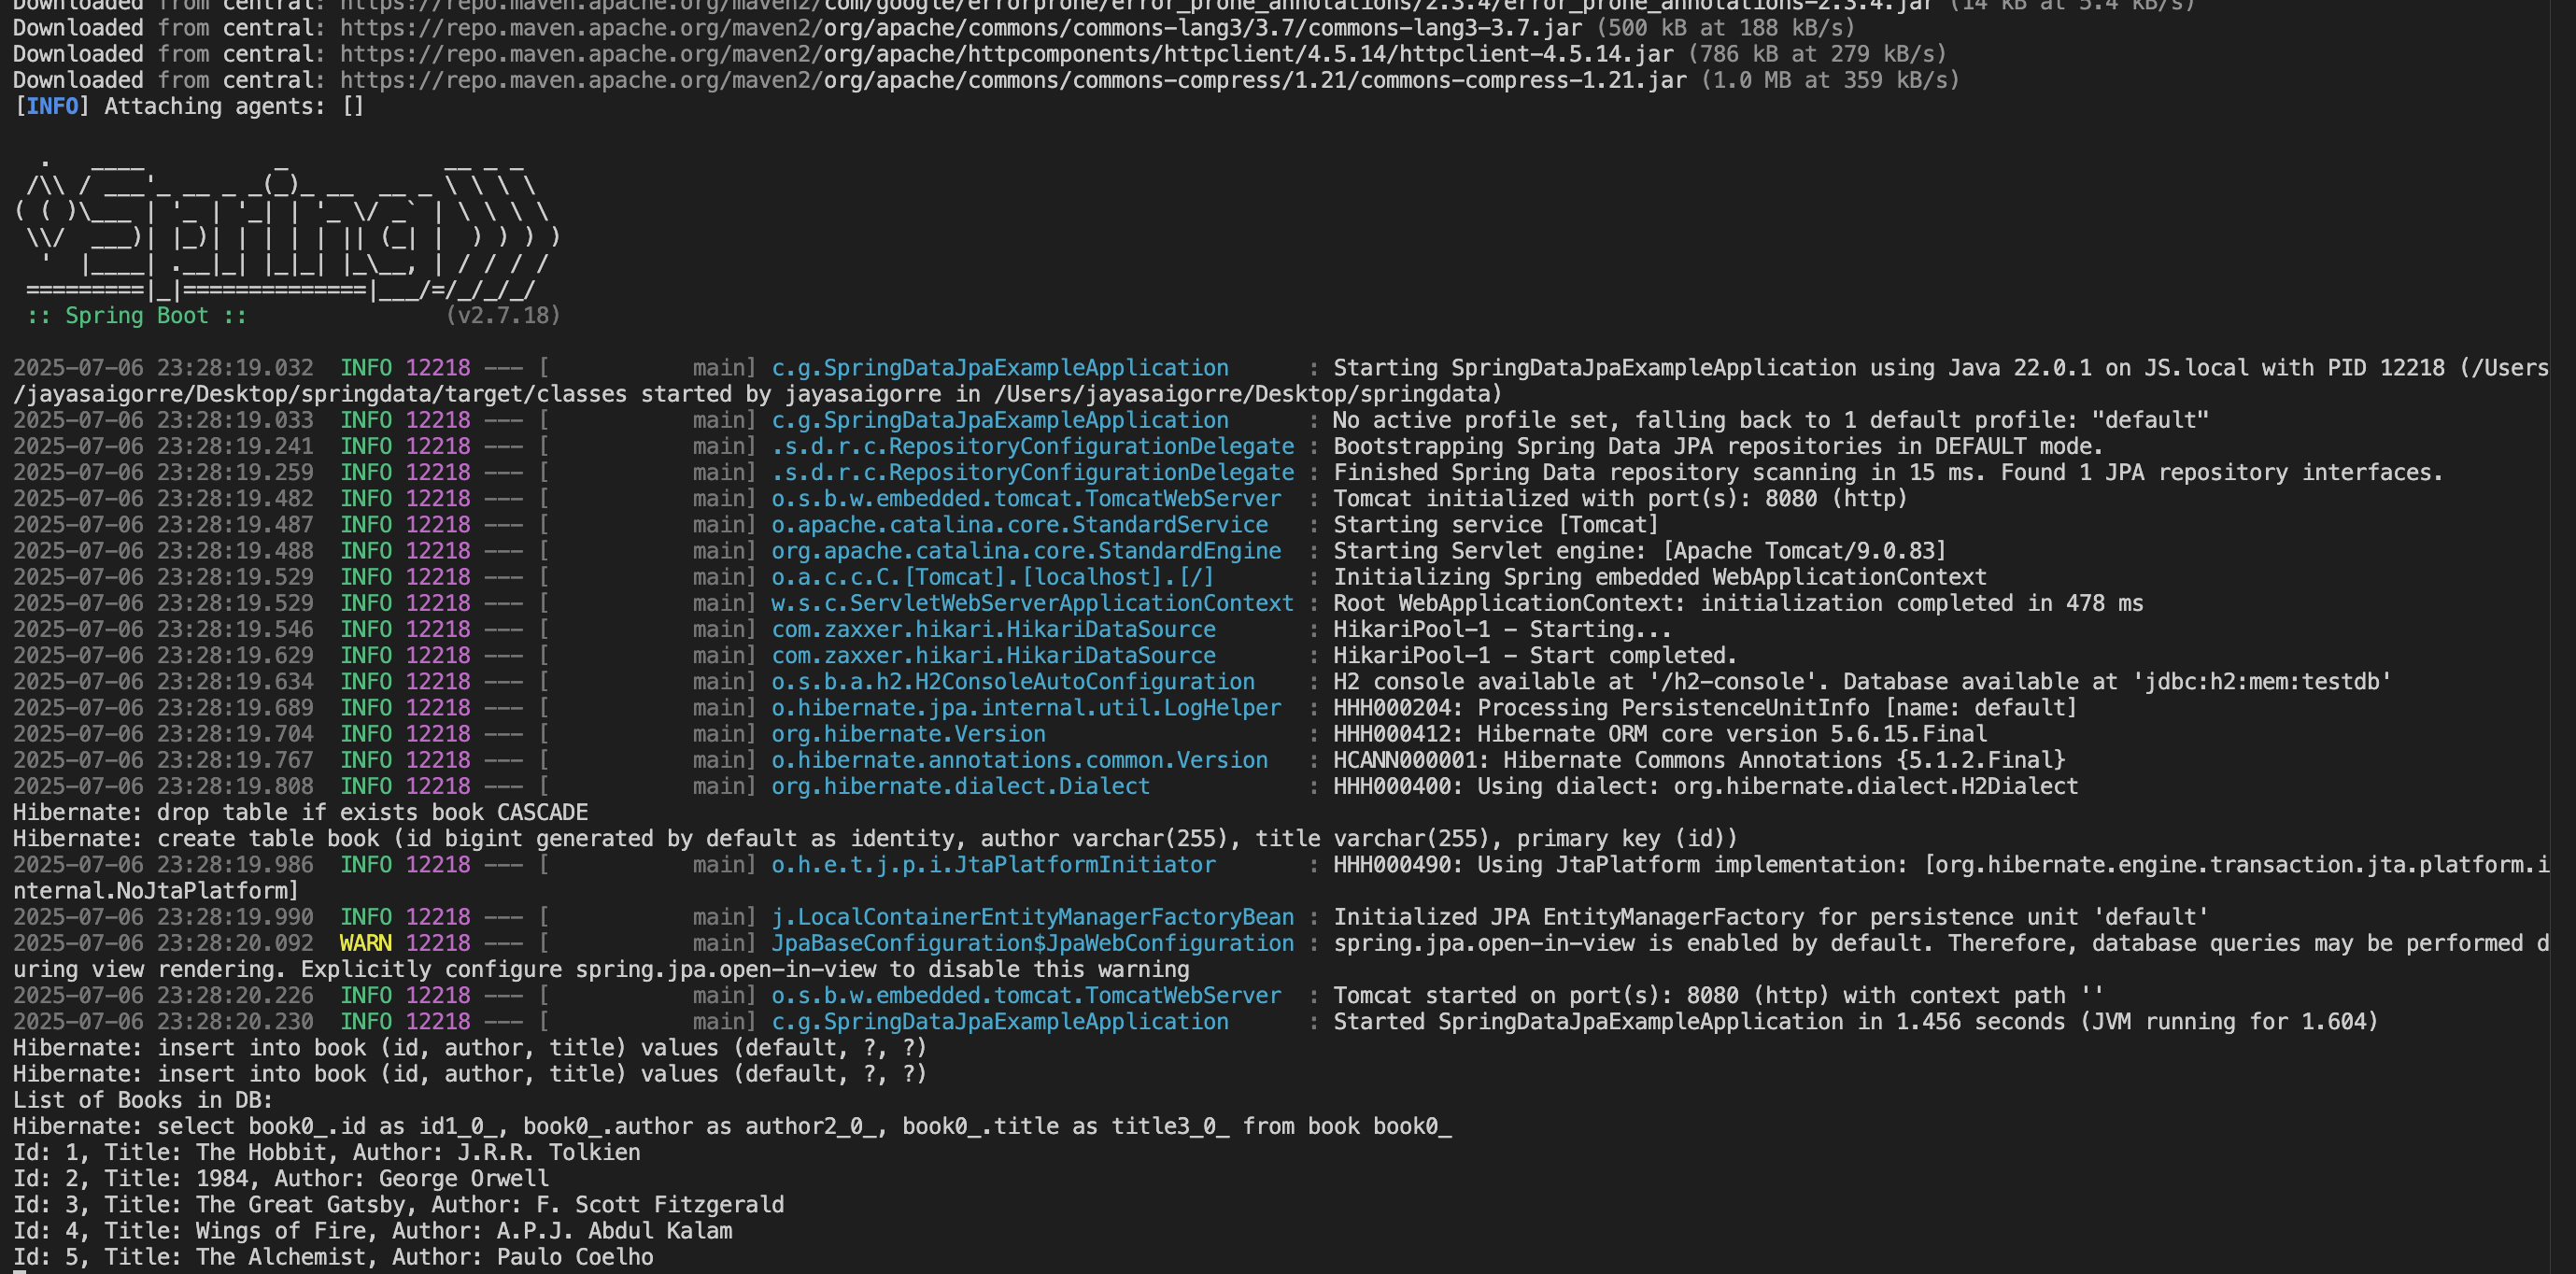 Downloaded from central: https://repo.maven.apache.org/maven2/com/google/errorprone/error_prone_annotations/2.3.4/error_prone_annotations-2.3.4.jar (14 kB at 5.4 kB/s)
Downloaded from central: https://repo.maven.apache.org/maven2/org/apache/commons/commons-lang3/3.7/commons-lang3-3.7.jar (500 kB at 188 kB/s)
Downloaded from central: https://repo.maven.apache.org/maven2/org/apache/httpcomponents/httpclient/4.5.14/httpclient-4.5.14.jar (786 kB at 279 kB/s)
Downloaded from central: https://repo.maven.apache.org/maven2/org/apache/commons/commons-compress/1.21/commons-compress-1.21.jar (1.0 MB at 359 kB/s)
[INFO] Attaching agents: []
  .   ____          _            __ _ _
 /\\ / ___'_ __ _ _(_)_ __  __ _ \ \ \ \
( ( )\___ | '_ | '_| | '_ \/ _` | \ \ \ \
 \\/  ___)| |_)| | | | | || (_| |  ) ) ) )
  '  |____| .__|_| |_|_| |_\__, | / / / /
 =========|_|==============|___/=/_/_/_/
 :: Spring Boot ::               (v2.7.18)
2025-07-06 23:28:19.032  INFO 12218 --- [           main] c.g.SpringDataJpaExampleApplication      : Starting SpringDataJpaExampleApplication using Java 22.0.1 on JS.local with PID 12218 (/Users
/jayasaigorre/Desktop/springdata/target/classes started by jayasaigorre in /Users/jayasaigorre/Desktop/springdata)
2025-07-06 23:28:19.033  INFO 12218 --- [           main] c.g.SpringDataJpaExampleApplication      : No active profile set, falling back to 1 default profile: "default"
2025-07-06 23:28:19.241  INFO 12218 --- [           main] .s.d.r.c.RepositoryConfigurationDelegate : Bootstrapping Spring Data JPA repositories in DEFAULT mode.
2025-07-06 23:28:19.259  INFO 12218 --- [           main] .s.d.r.c.RepositoryConfigurationDelegate : Finished Spring Data repository scanning in 15 ms. Found 1 JPA repository interfaces.
2025-07-06 23:28:19.482  INFO 12218 --- [           main] o.s.b.w.embedded.tomcat.TomcatWebServer  : Tomcat initialized with port(s): 8080 (http)
2025-07-06 23:28:19.487  INFO 12218 --- [           main] o.apache.catalina.core.StandardService   : Starting service [Tomcat]
2025-07-06 23:28:19.488  INFO 12218 --- [           main] org.apache.catalina.core.StandardEngine  : Starting Servlet engine: [Apache Tomcat/9.0.83]
2025-07-06 23:28:19.529  INFO 12218 --- [           main] o.a.c.c.C.[Tomcat].[localhost].[/]       : Initializing Spring embedded WebApplicationContext
2025-07-06 23:28:19.529  INFO 12218 --- [           main] w.s.c.ServletWebServerApplicationContext : Root WebApplicationContext: initialization completed in 478 ms
2025-07-06 23:28:19.546  INFO 12218 --- [           main] com.zaxxer.hikari.HikariDataSource       : HikariPool-1 - Starting...
2025-07-06 23:28:19.629  INFO 12218 --- [           main] com.zaxxer.hikari.HikariDataSource       : HikariPool-1 - Start completed.
2025-07-06 23:28:19.634  INFO 12218 --- [           main] o.s.b.a.h2.H2ConsoleAutoConfiguration    : H2 console available at '/h2-console'. Database available at 'jdbc:h2:mem:testdb'
2025-07-06 23:28:19.689  INFO 12218 --- [           main] o.hibernate.jpa.internal.util.LogHelper  : HHH000204: Processing PersistenceUnitInfo [name: default]
2025-07-06 23:28:19.704  INFO 12218 --- [           main] org.hibernate.Version                    : HHH000412: Hibernate ORM core version 5.6.15.Final
2025-07-06 23:28:19.767  INFO 12218 --- [           main] o.hibernate.annotations.common.Version   : HCANN000001: Hibernate Commons Annotations {5.1.2.Final}
2025-07-06 23:28:19.808  INFO 12218 --- [           main] org.hibernate.dialect.Dialect            : HHH000400: Using dialect: org.hibernate.dialect.H2Dialect
Hibernate: drop table if exists book CASCADE
Hibernate: create table book (id bigint generated by default as identity, author varchar(255), title varchar(255), primary key (id))
2025-07-06 23:28:19.986  INFO 12218 --- [           main] o.h.e.t.j.p.i.JtaPlatformInitiator       : HHH000490: Using JtaPlatform implementation: [org.hibernate.engine.transaction.jta.platform.i
nternal.NoJtaPlatform]
2025-07-06 23:28:19.990  INFO 12218 --- [           main] j.LocalContainerEntityManagerFactoryBean : Initialized JPA EntityManagerFactory for persistence unit 'default'
2025-07-06 23:28:20.092  WARN 12218 --- [           main] JpaBaseConfiguration$JpaWebConfiguration : spring.jpa.open-in-view is enabled by default. Therefore, database queries may be performed d
uring view rendering. Explicitly configure spring.jpa.open-in-view to disable this warning
2025-07-06 23:28:20.226  INFO 12218 --- [           main] o.s.b.w.embedded.tomcat.TomcatWebServer  : Tomcat started on port(s): 8080 (http) with context path ''
2025-07-06 23:28:20.230  INFO 12218 --- [           main] c.g.SpringDataJpaExampleApplication      : Started SpringDataJpaExampleApplication in 1.456 seconds (JVM running for 1.604)
Hibernate: insert into book (id, author, title) values (default, ?, ?)
Hibernate: insert into book (id, author, title) values (default, ?, ?)
List of Books in DB:
Hibernate: select book0_.id as id1_0_, book0_.author as author2_0_, book0_.title as title3_0_ from book book0_
Id: 1, Title: The Hobbit, Author: J.R.R. Tolkien
Id: 2, Title: 1984, Author: George Orwell
Id: 3, Title: The Great Gatsby, Author: F. Scott Fitzgerald
Id: 4, Title: Wings of Fire, Author: A.P.J. Abdul Kalam
Id: 5, Title: The Alchemist, Author: Paulo Coelho